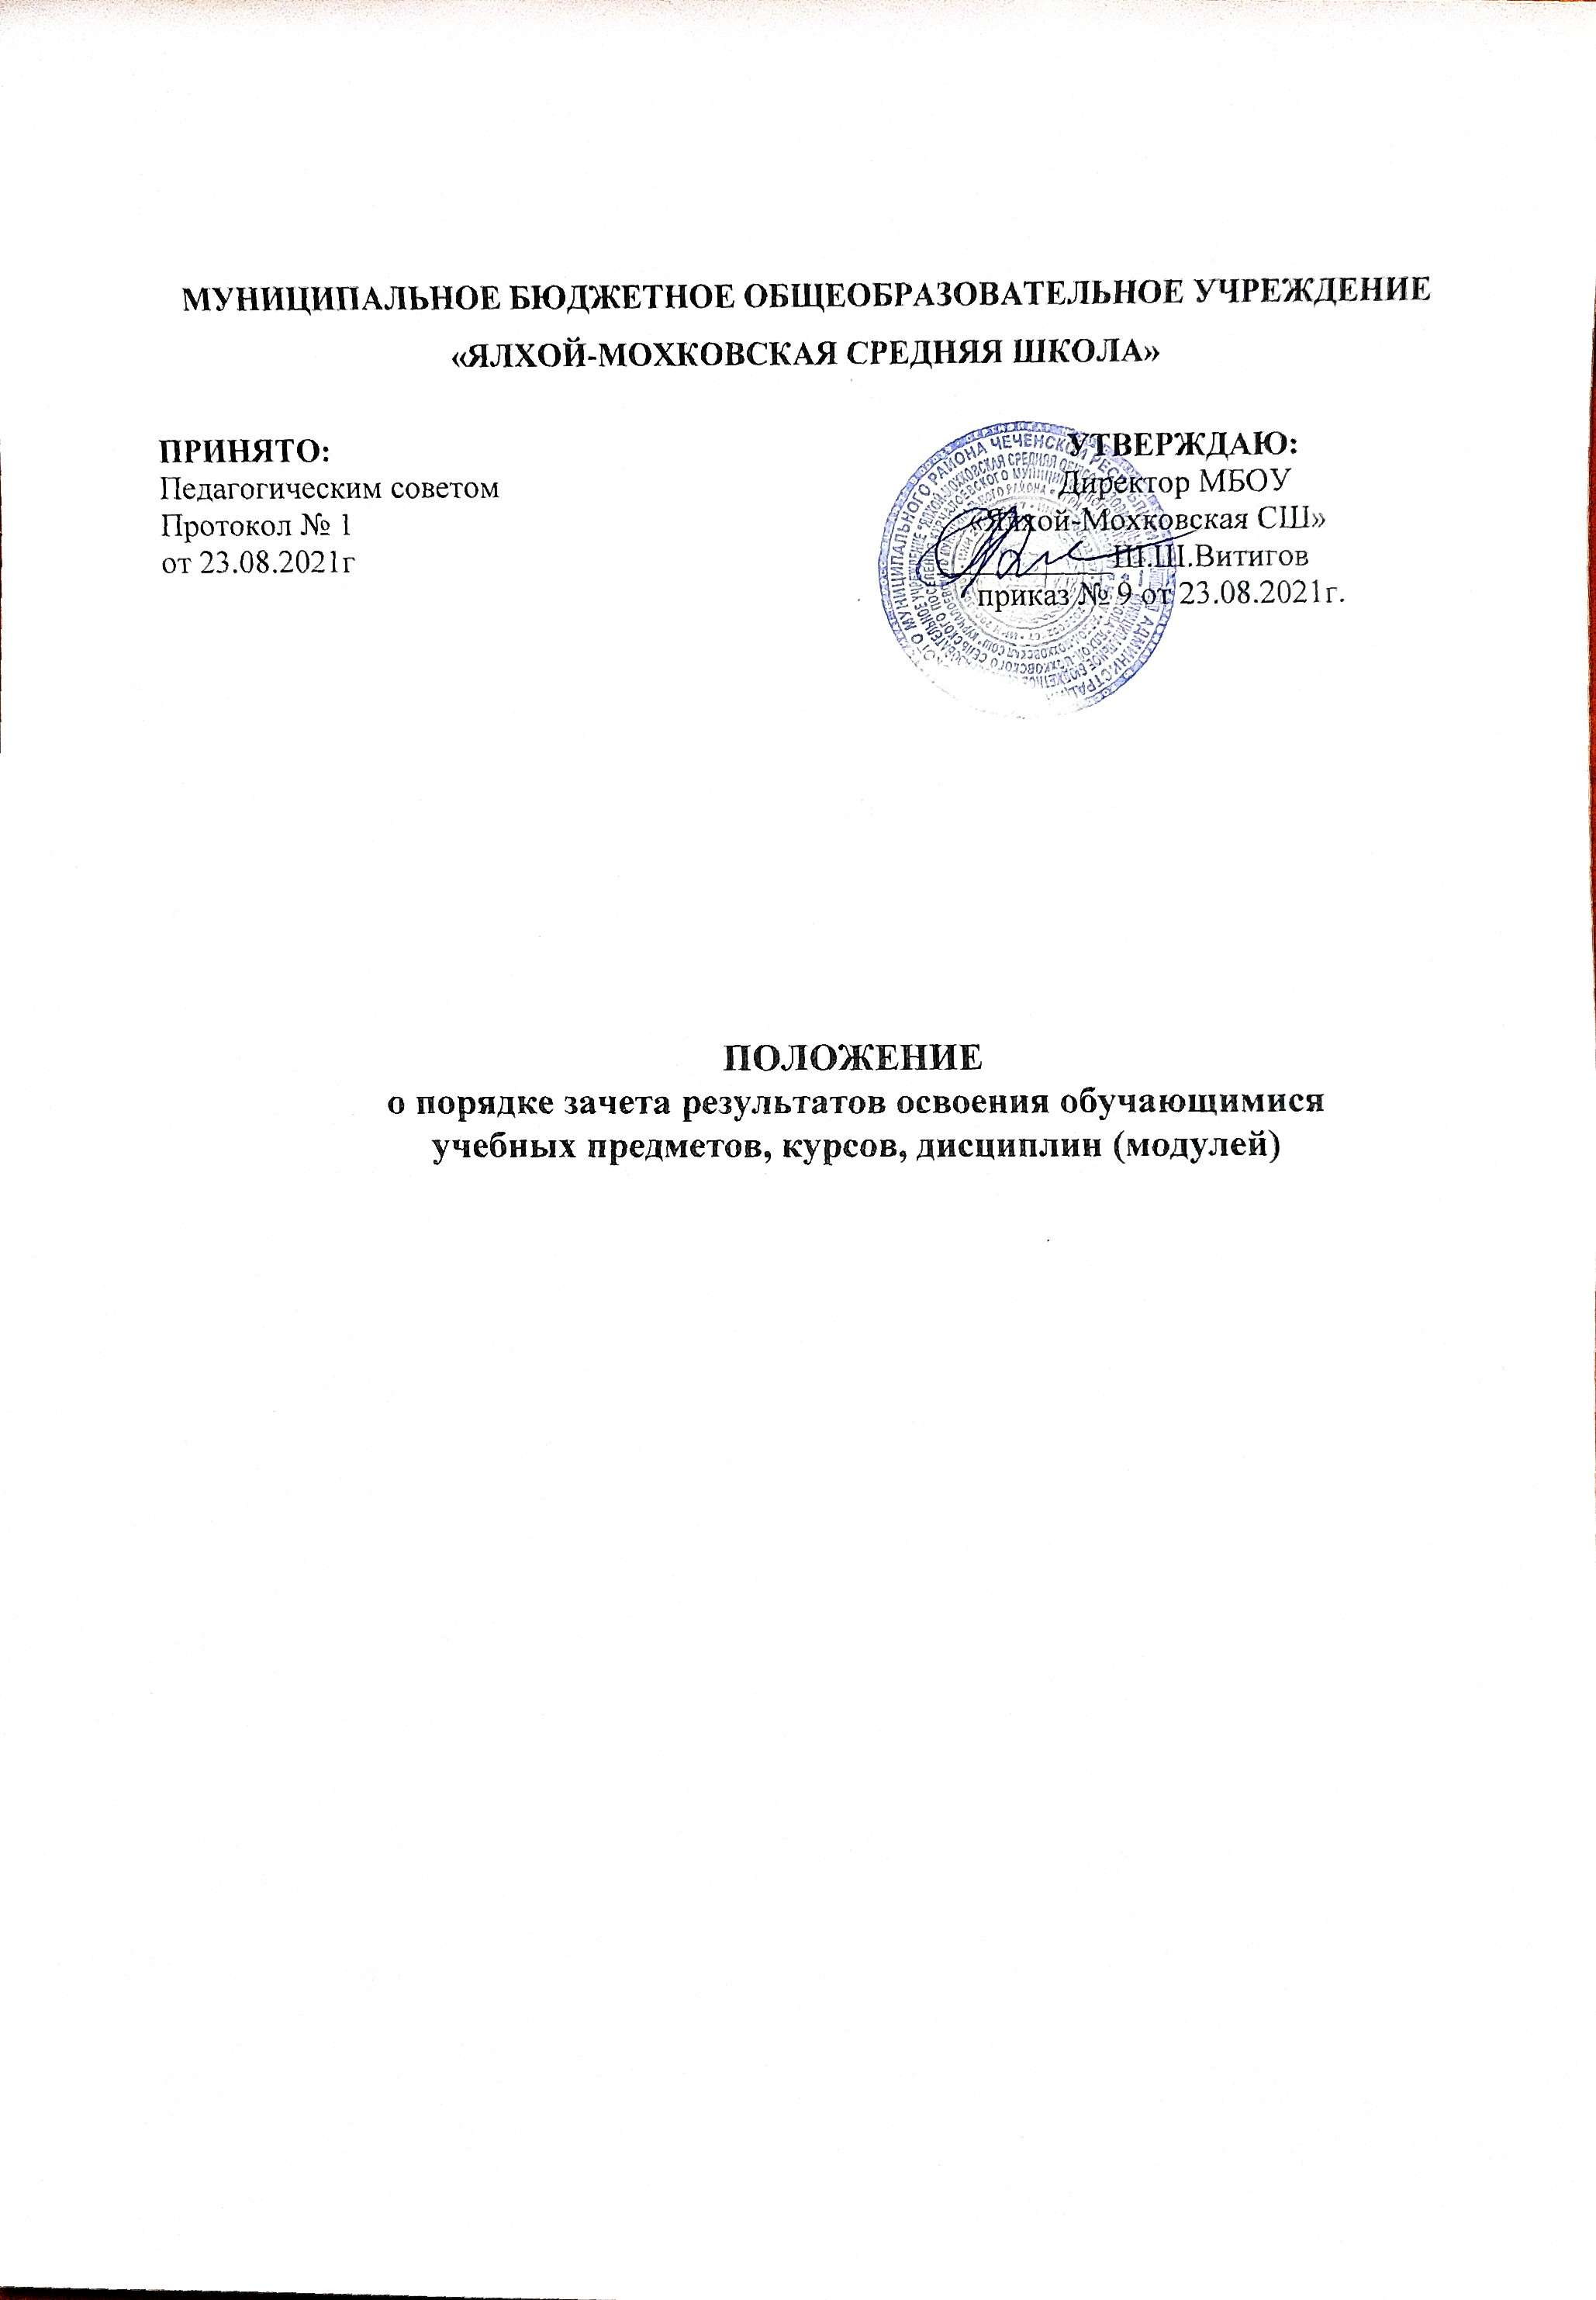 МУНИЦИПАЛЬНОЕ БЮДЖЕТНОЕ ОБЩЕОБРАЗОВАТЕЛЬНОЕ УЧРЕЖДЕНИЕ
«ЯЛХОЙ-МОХКОВСКАЯ СРЕДНЯЯ ШКОЛА»
ПРИНЯТО:
Педагогическим советом
Протокол № 1
от 23.08.2021г
УТВЕРЖДАЮ:
Директор МБОУ
«Ялхой-Мохковская СШ»
Ш.Ш.Витигов
приказ № 9 от 23.08.2021г.
ПОЛОЖЕНИЕ
о порядке зачета результатов освоения обучающимися
учебных предметов, курсов, дисциплин (модулей)